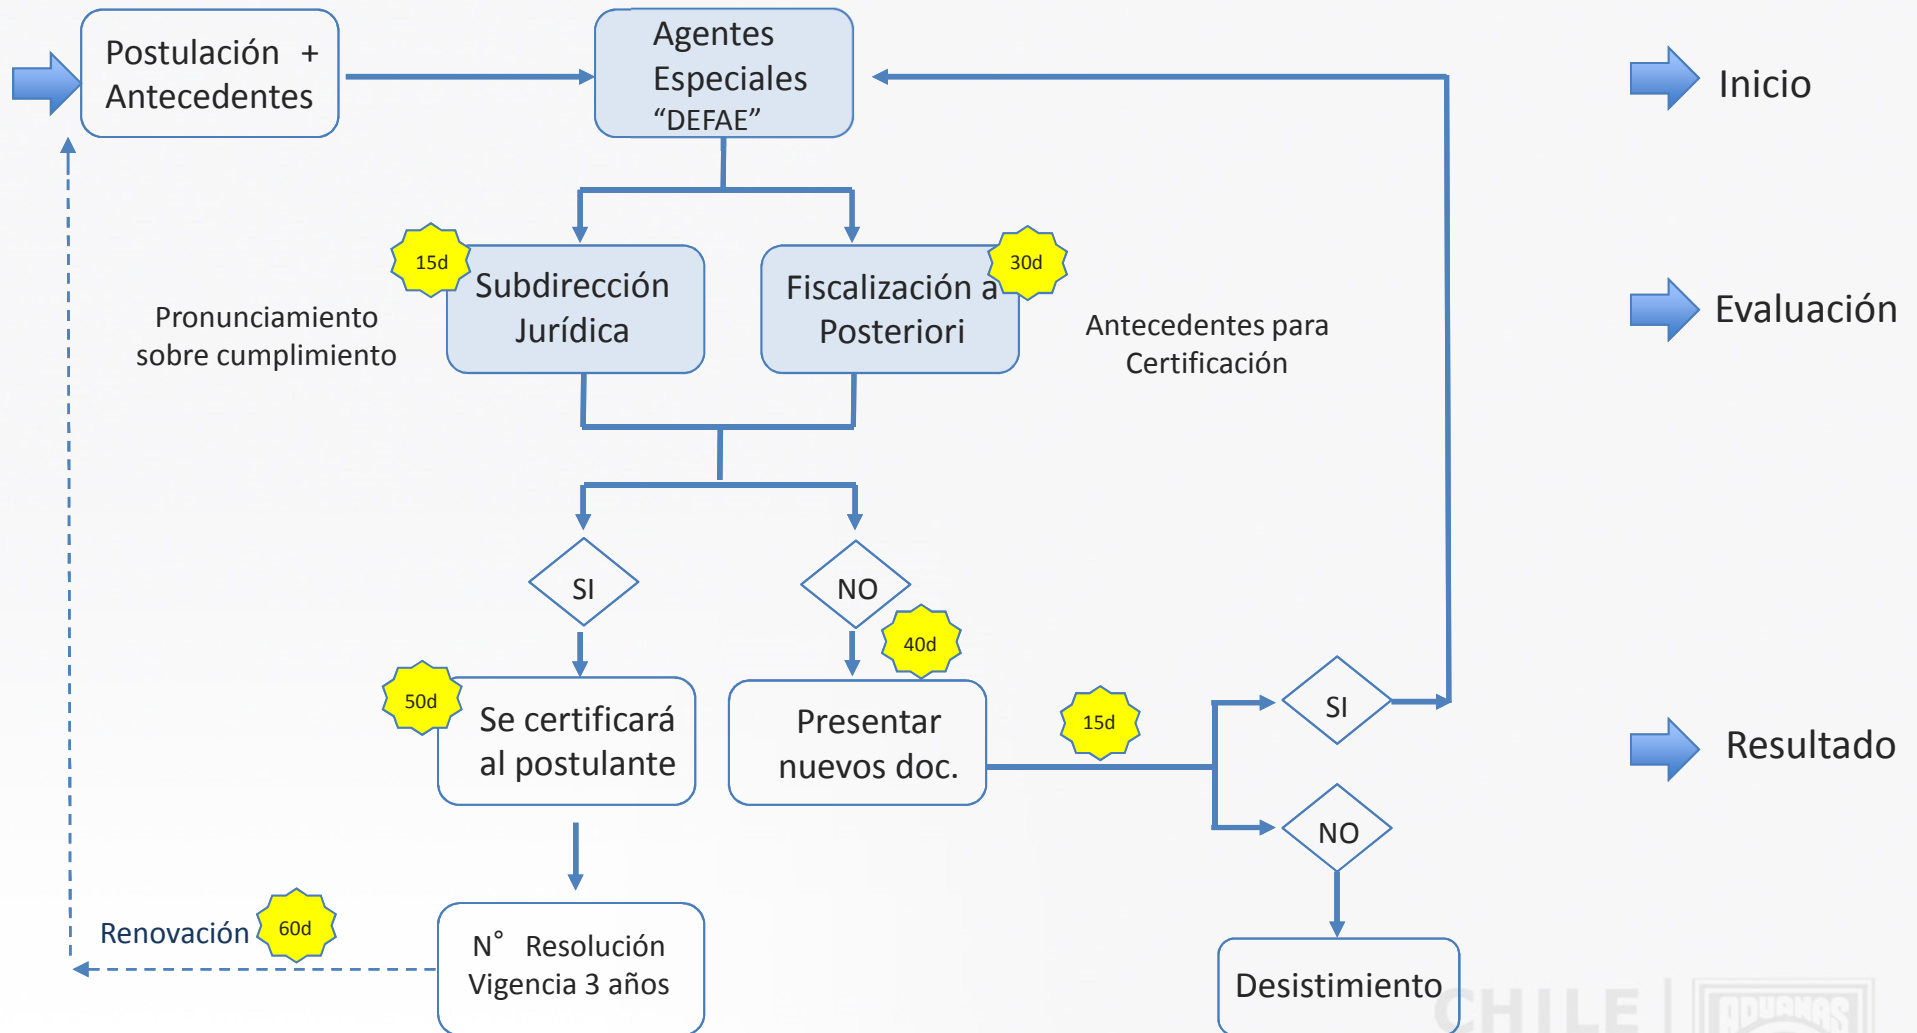 Postulación +
Antecedentes
Agentes
Especiales
“DEFAE”
Inicio
15d
Subdirección
Jurídica
30d
Fiscalización a
Posteriori
Pronunciamiento
sobre cumplimiento
Antecedentes para
Certificación
Evaluación
SI
NO
40d
50d
Se certificará
al postulante
Presentar
nuevos doc.
15d
SI
NO
Resultado
Renovación
60d
N° Resolución
Vigencia 3 años
Desistimiento
CHILE
ADUANAS